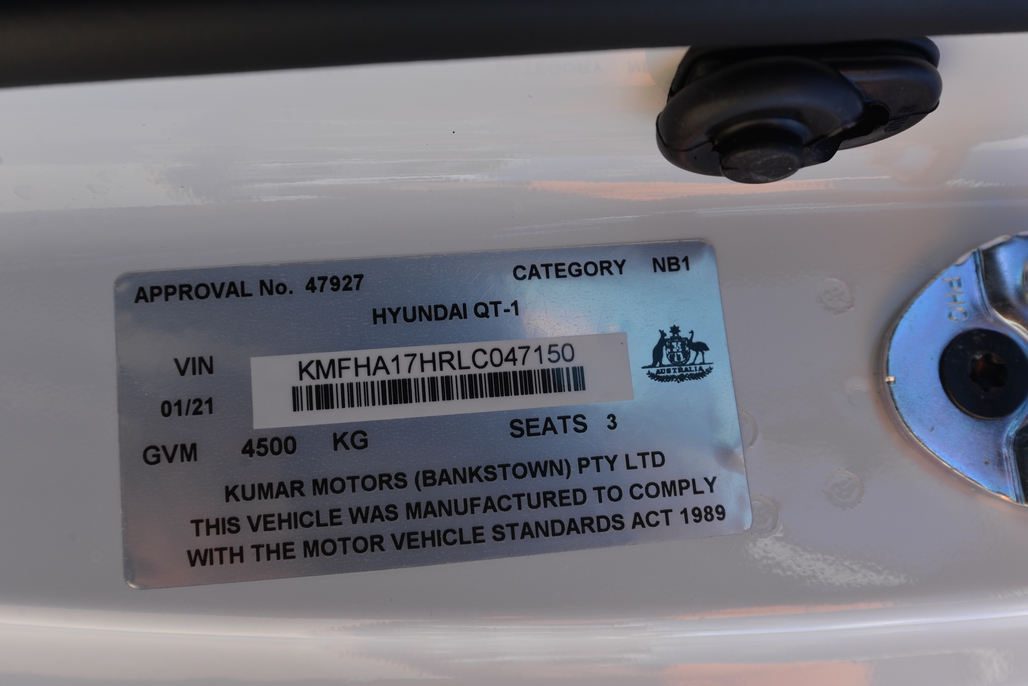 APPROVAL No. 47927 CATEGORY NB1
HYUNDAI QT-1
VIN KMFHA17HRLC047150
01/21
AUSTRALIA
GVM 4500 KG SEATS 3
KUMAR MOTORS (BANKSTOWN) PTY LTD
THIS VEHICLE WAS MANUFACTURED TO COMPLY
WITH THE MOTOR VEHICLE STANDARDS ACT 1989